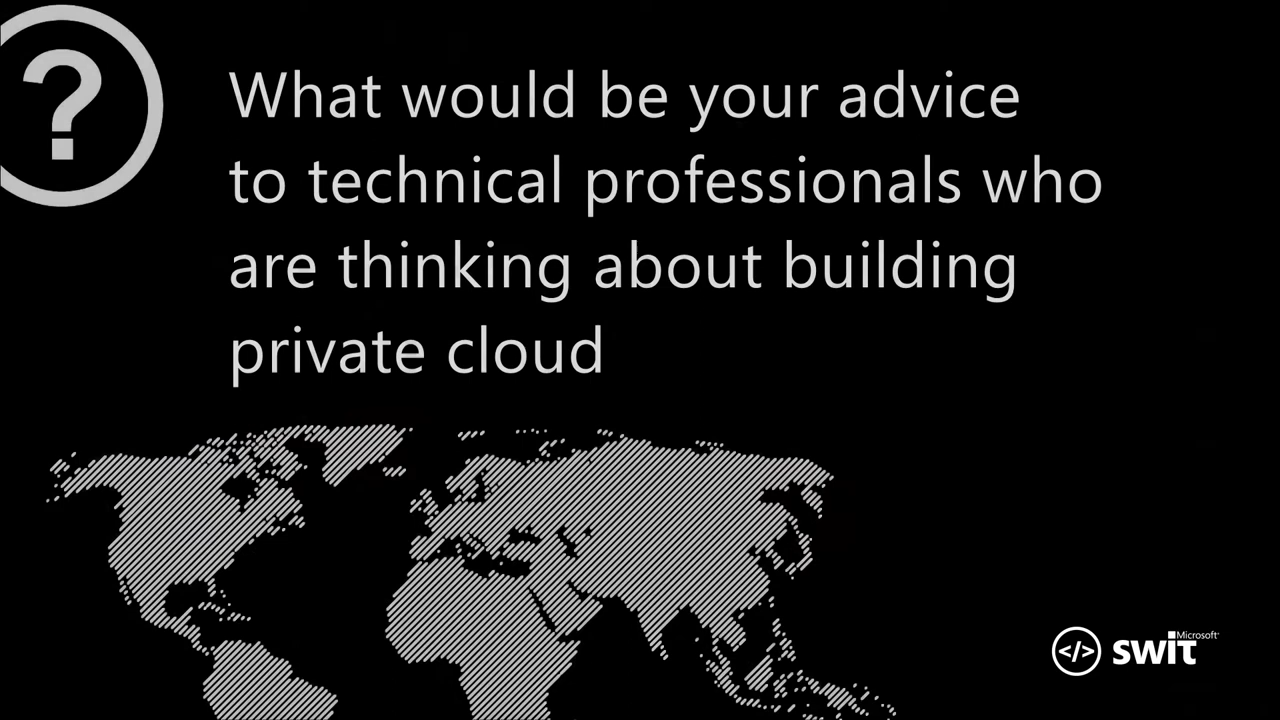 ?
What would be your advice
to technical professionals who
are thinking about building
private cloud
</> swit Microsoft